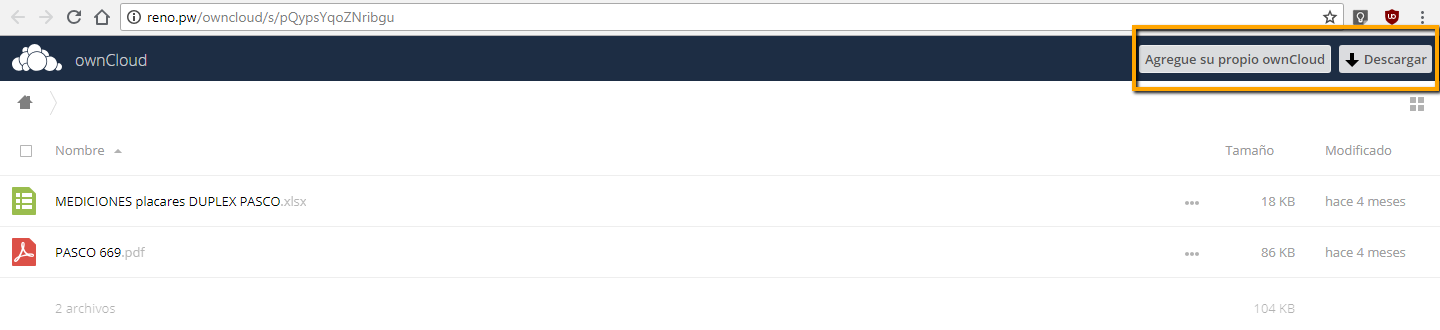 reno.pw/owncloud/s/pQypsYqoZNribgu
ownCloud
Agregue su propio ownCloud
Descargar
Nombre
Tamaño
Modificado
MEDICIONES placares DUPLEX PASCO.xlsx
18 KB
hace 4 meses
PASCO 669.pdf
86 KB
hace 4 meses
2 archivos
104 KB